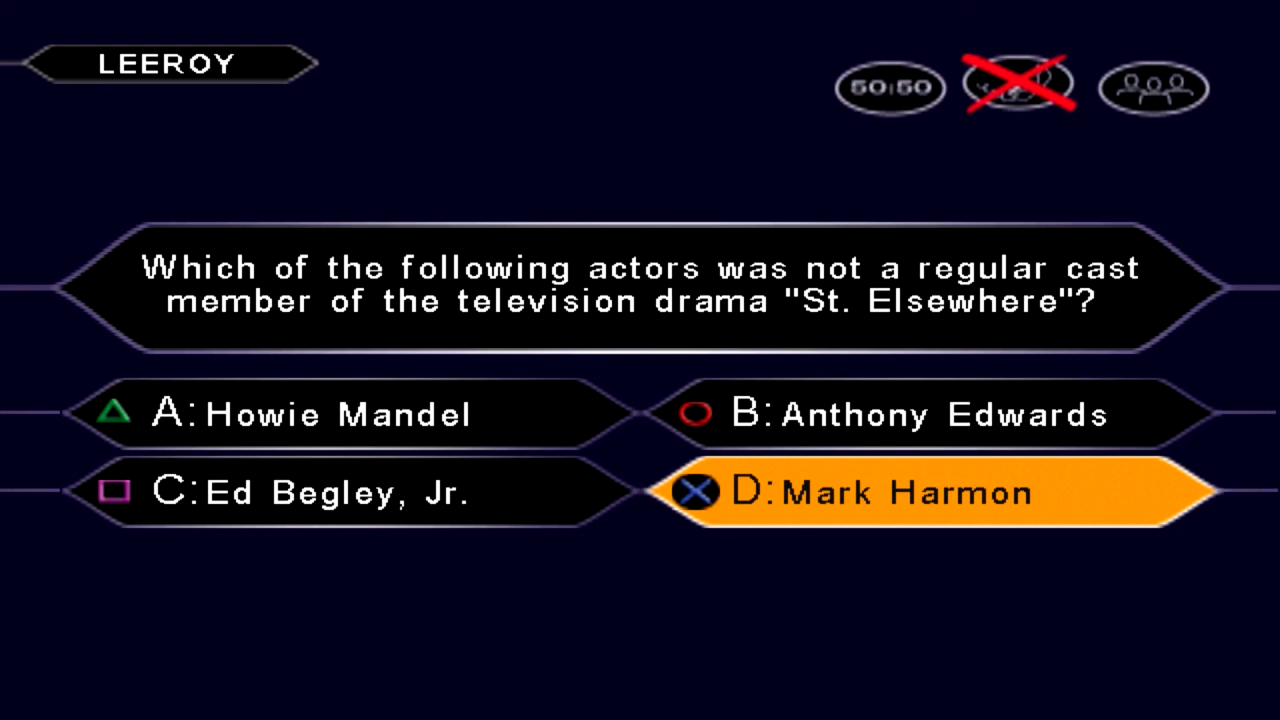 LEEROY
50:50
Which of the following actors was not a regular cast
member of the television drama "St. Elsewhere"?
A: Howie Mandel
B: Anthony Edwards
C: Ed Begley, Jr.
D: Mark Harmon